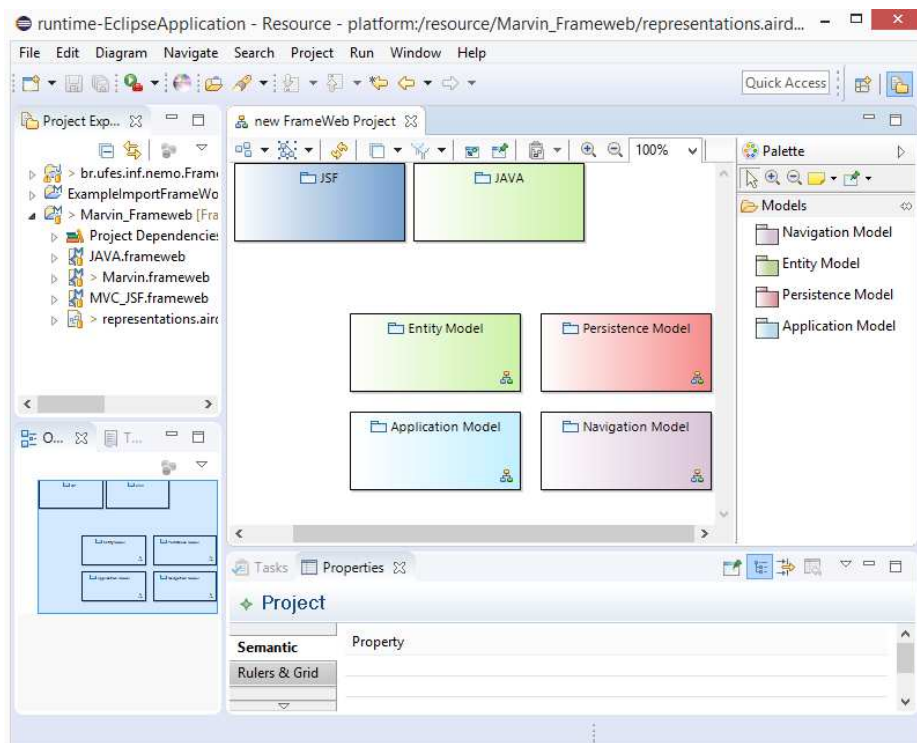 runtime-EclipseApplication - Resource - platform:/resource/Marvin_Frameweb/representations.aird...
File Edit Diagram Navigate Search Project Run Window Help
Quick Access
Project Exp...
> br.ufes.inf.nemo.Fram
ExampleImportFrameWo
> Marvin_Frameweb [Fra
Project Dependencie
JAVA.frameweb
> Marvin.frameweb
MVC_JSF.frameweb
> representations.aird
new FrameWeb Project
100%
JSF
JAVA
Entity Model
Persistence Model
Application Model
Navigation Model
Palette
Models
Navigation Model
Entity Model
Persistence Model
Application Model
O...
T...
Tasks
Properties
Project
Semantic
Property
Rulers & Grid